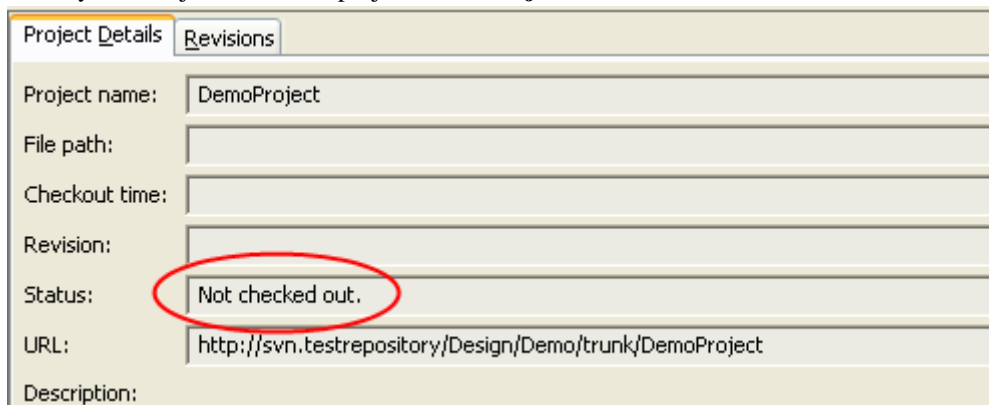 Project Details Revisions
Project name: DemoProject
File path:
Checkout time:
Revision:
Status: Not checked out.
URL: http://svn.testrepository/Design/Demo/trunk/DemoProject
Description: